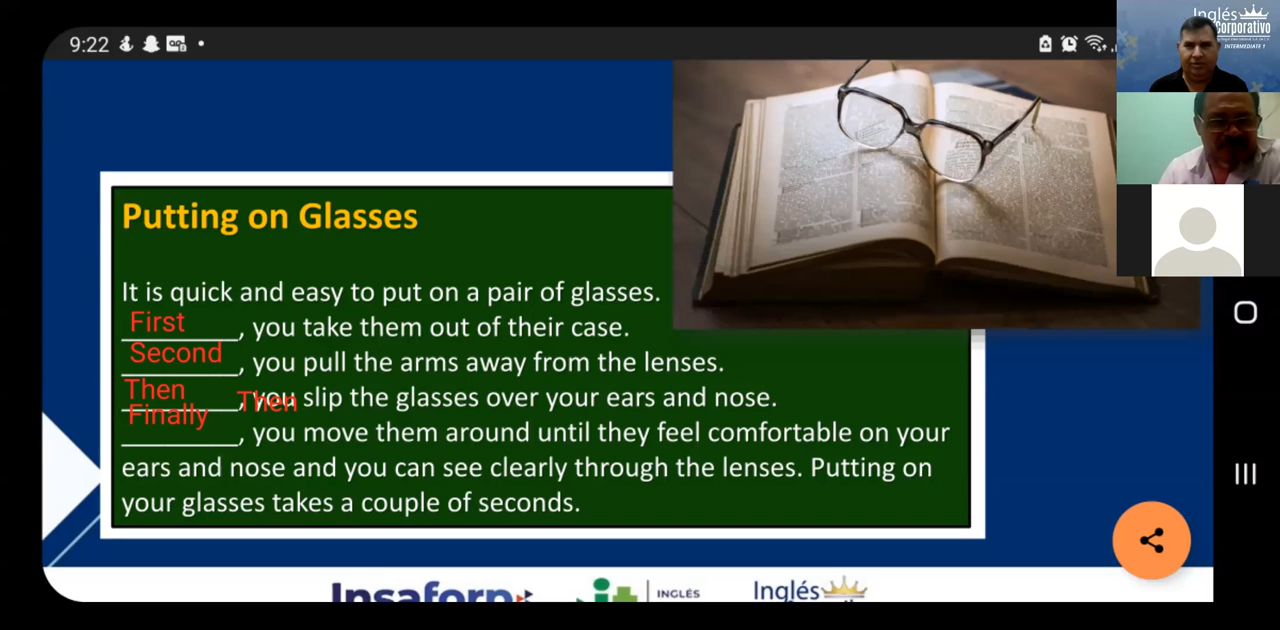 9:22
Inglés
Corporativo
INTERMEDIATE 1
Putting on Glasses
It is quick and easy to put on a pair of glasses.
First
________, you take them out of their case.
Second
________, you pull the arms away from the lenses.
Then
Then
________, you slip the glasses over your ears and nose.
Finally
________, you move them around until they feel comfortable on your
ears and nose and you can see clearly through the lenses. Putting on
your glasses takes a couple of seconds.
Insaforp
INGLÉS
Inglés